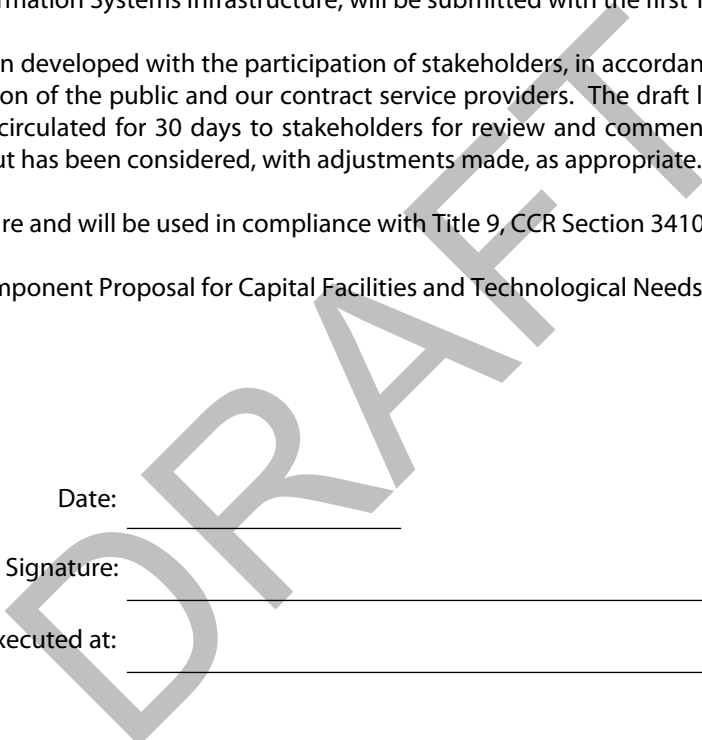 rmation Systems Infrastructure, will be submitted with the first
n developed with the participation of stakeholders, in accordan
on of the public and our contract service providers. The draft
circulated for 30 days to stakeholders for review and commen
ut has been considered, with adjustments made, as appropriate.
re and will be used in compliance with Title 9, CCR Section 3410
mponent Proposal for Capital Facilities and Technological Needs
DRAFT
Date:
Signature:
xecuted at: